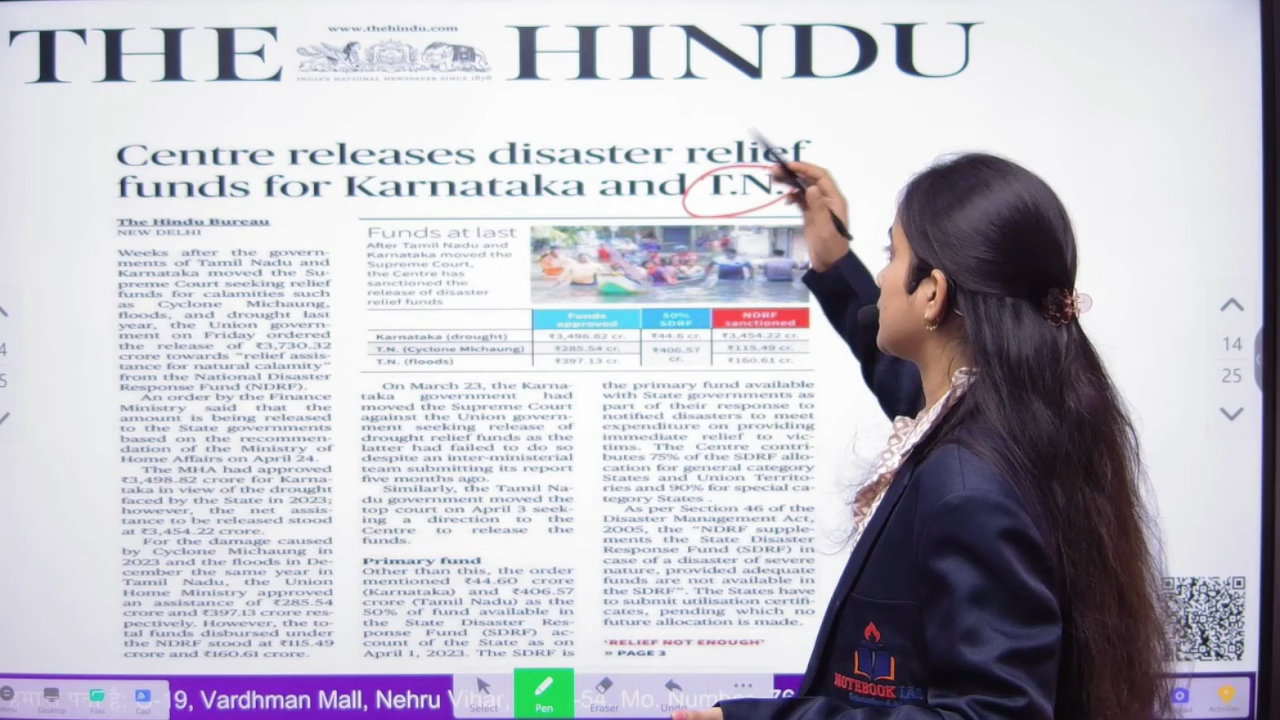 www.thehindu.com
THE HINDU
INDIA'S NATIONAL NEWSPAPER SINCE 1878
Centre releases disaster relief
funds for Karnataka and T.N.
The Hindu Bureau
NEW DELHI
Weeks after the govern-
ments of Tamil Nadu and
Karnataka moved the Su-
preme Court seeking relief
funds for calamities such
as Cyclone Michaung,
floods, and drought last
year, the Union govern-
ment on Friday ordered
the release of ₹3,730.32
crore towards "relief assis-
tance for natural calamity"
from the National Disaster
Response Fund (NDRF).
An order by the Finance
Ministry said that the
amount is being released
to the State governments
based on the recommen-
dation of the Ministry of
Home Affairs on April 24.
The MHA had approved
₹3,498.82 crore for Karna-
taka in view of the drought
faced by the State in 2023;
however, the net assis-
tance to be released stood
at ₹3,454.22 crore.
For the damage caused
by Cyclone Michaung in
2023 and the floods in De-
cember the same year in
Tamil Nadu, the Union
Home Ministry approved
an assistance of ₹285.54
crore and ₹397.13 crore res-
pectively. However, the to-
tal funds disbursed under
the NDRF stood at ₹115.49
crore and ₹160.61 crore.
Funds at last
After Tamil Nadu and
Karnataka moved the
Supreme Court,
the Centre has
sanctioned the
release of disaster
relief funds
Funds approved 50% SDRF NDRF sanctioned
Karnataka (drought) ₹3,498.82 cr. ₹44.6 cr. ₹3,454.22 cr.
T.N. (Cyclone Michaung) ₹285.54 cr. ₹406.57 cr. ₹115.49 cr.
T.N. (floods) ₹397.13 cr. ₹160.61 cr.
On March 23, the Karna-
taka government had
moved the Supreme Court
against the Union govern-
ment seeking release of
drought relief funds as the
latter had failed to do so
despite an inter-ministerial
team submitting its report
five months ago.
Similarly, the Tamil Na-
du government moved the
top court on April 3 seek-
ing a direction to the
Centre to release the
funds.
Primary fund
Other than this, the order
mentioned ₹44.60 crore
(Karnataka) and ₹406.57
crore (Tamil Nadu) as the
50% of fund available in
the State Disaster Res-
ponse Fund (SDRF) ac-
count of the State as on
April 1, 2023. The SDRF is
the primary fund available
with State governments as
part of their response to
notified disasters to meet
expenditure on providing
immediate relief to vic-
tims. The Centre contri-
butes 75% of the SDRF allo-
cation for general category
States and Union Territo-
ries and 90% for special ca-
tegory States .
As per Section 46 of the
Disaster Management Act,
2005, the "NDRF supple-
ments the State Disaster
Response Fund (SDRF) in
case of a disaster of severe
nature, provided adequate
funds are not available in
the SDRF". The States have
to submit utilisation certifi-
cates, pending which no
future allocation is made.
'RELIEF NOT ENOUGH'
» PAGE 3
14
25
4
5
NOTEBOOK IAS
19, Vardhman Mall, Nehru Vihar, -54, Mo. Number 76
Menu Desktop Files Cast
Select Pen Eraser Undo
Activities